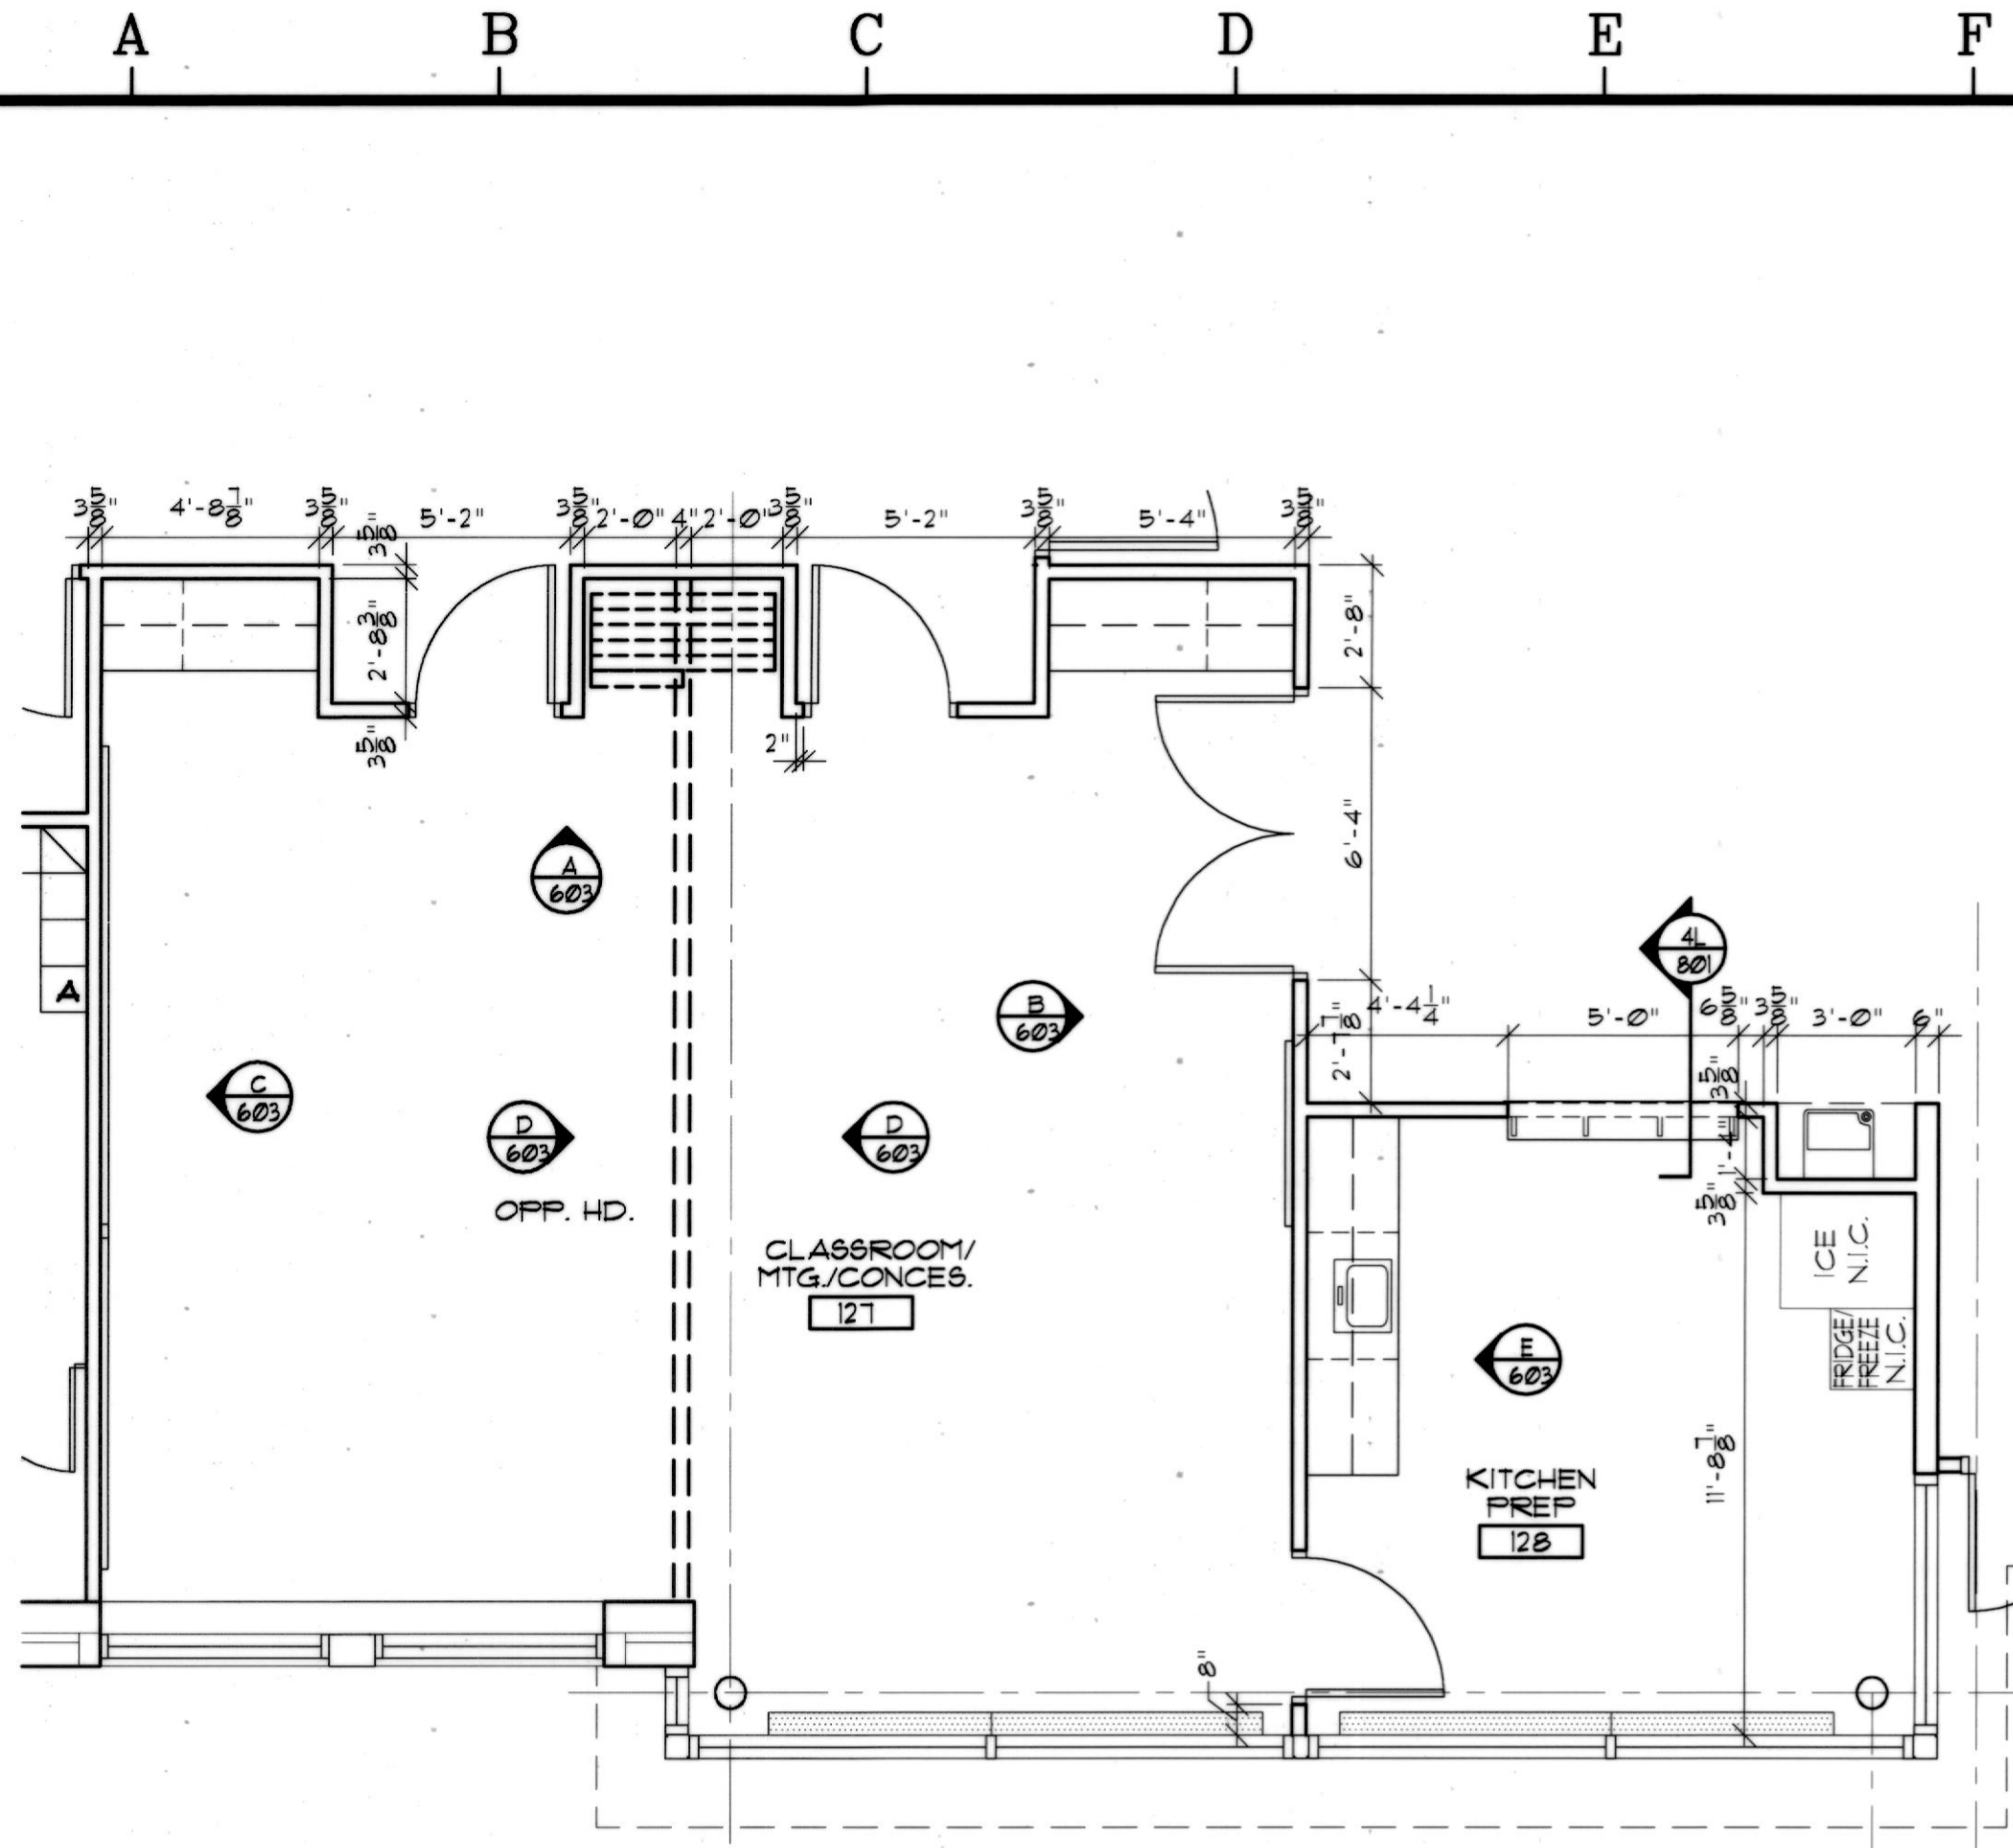 A B C D E F
3 5/8" 4'-8 7/8" 3 5/8" 5'-2" 3 5/8" 2'-0" 4" 2'-0" 3 5/8" 5'-2" 3 5/8" 5'-4" 3 5/8"
3 5/8"
2'-8 3/8"
3 5/8"
2"
2'-8"
6'-4"
2'-7 7/8"
A
603
4L
801
A
B
603
4'-4 1/4" 5'-0" 6 5/8" 3 5/8" 3'-0" 6"
C
603
D
603
D
603
3 5/8"
1'-4"
3 5/8"
OPP. HD.
CLASSROOM/
MTG./CONCES.
127
ICE
N.I.C.
FRIDGE/
FREEZE
N.I.C.
E
603
11'-8 7/8"
KITCHEN
PREP
128
8"